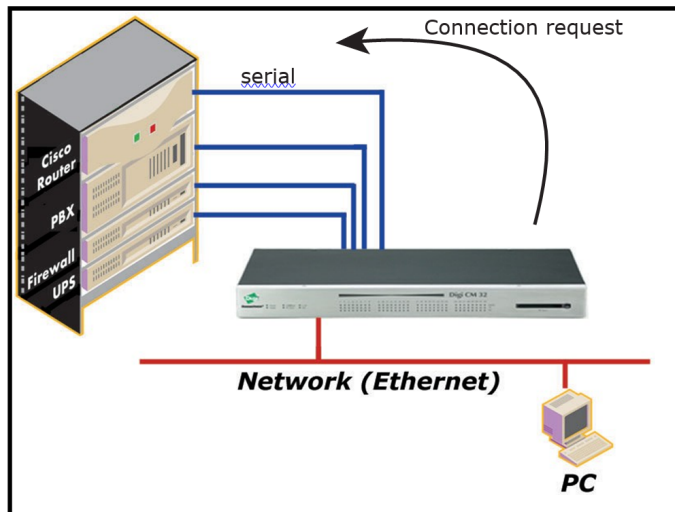 Connection request
serial
Cisco
Router
PBX
Firewall
UPS
Digi CM 32
Network (Ethernet)
PC